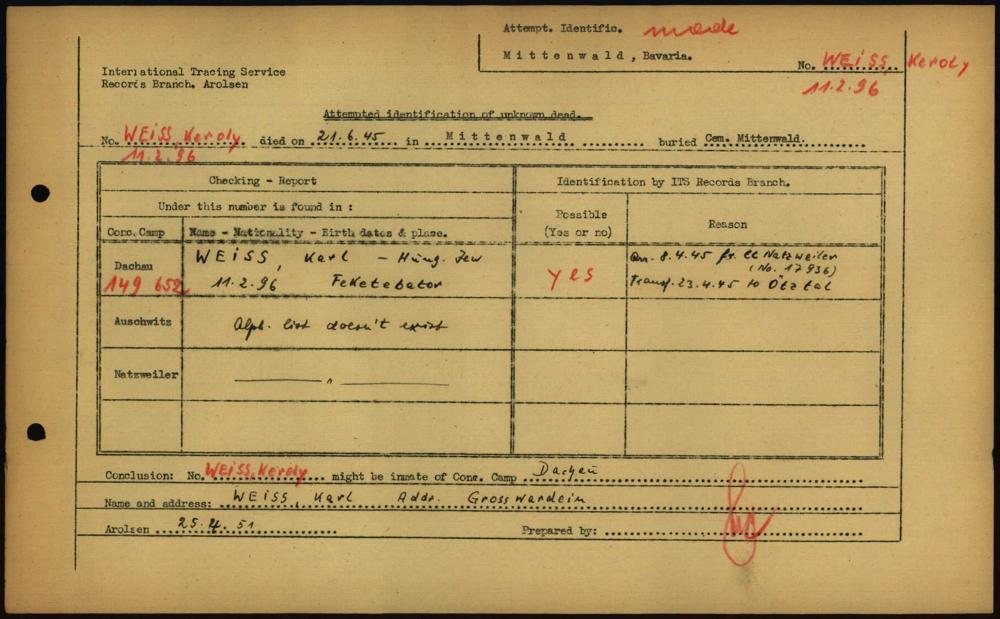 Attempt. Identific. made
Mittenwald, Bavaria.
No. WEISS, Keroly
11.2.96
International Tracing Service
Records Branch. Arolsen
Attempted identification of unknown dead.
No. WEISS, Keroly died on 21.6.45 in Mittenwald buried Cem. Mittenwald.
11.2.96
Checking - Report
Identification by ITS Records Branch.
Under this number is found in :
Possible
(Yes or no)
Reason
Conc. Camp
Name - Nationality - Birth dates & place.
Dachau
149 652
WEISS, Karl - Hung. Jew
11.2.96 Feketebator
yes
Arr. 8.4.45 fr. CC Natzweiler
(No. 17936)
Transf. 23.4.45 to Ötztal
Auschwitz
Alph. list doesn't exist
Natzweiler
— " —
Conclusion: No. WEISS, Keroly might be inmate of Conc. Camp Dachau
Name and address: WEISS, Karl Addr. Grosswardein
Arolsen 25.4.51
Prepared by: